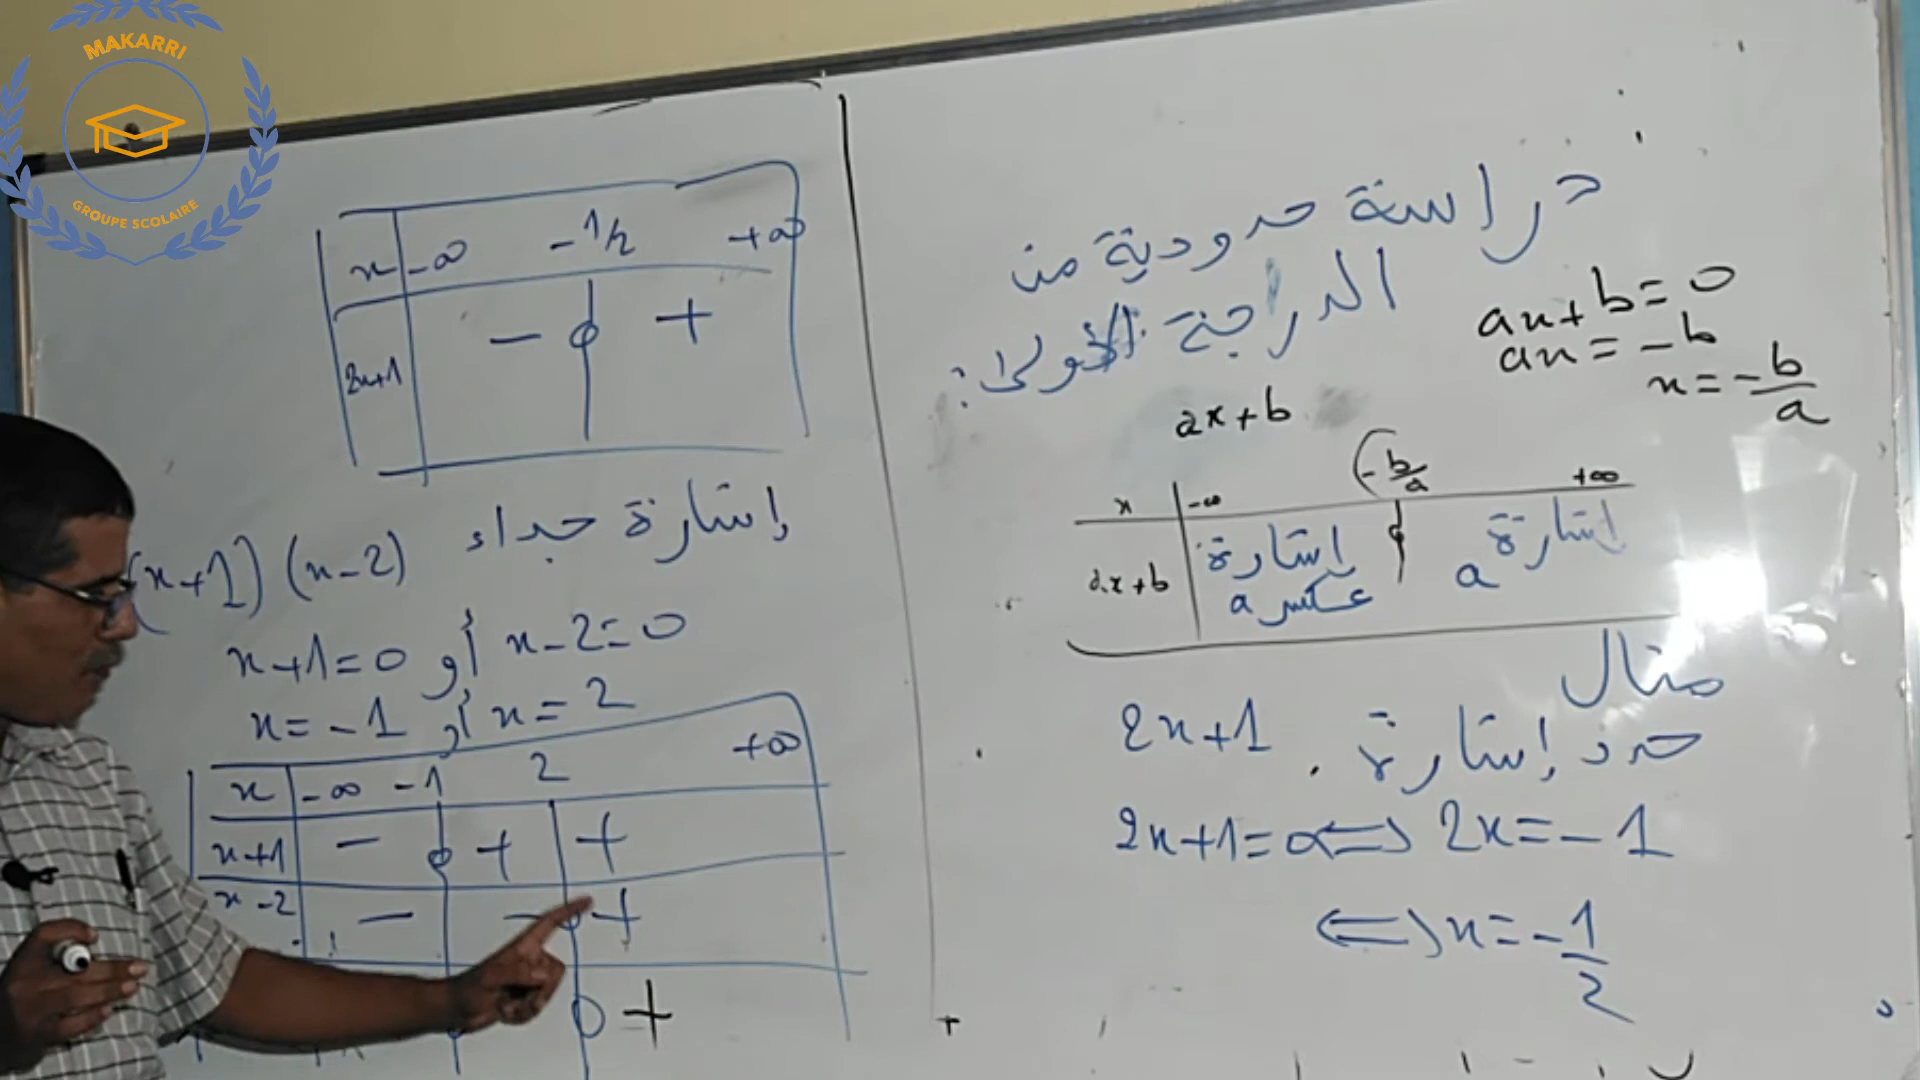 MAKARRI
GROUPE SCOLAIRE
دراسة حدودية من
الدرجة الأولى:
ax+b=0
ax=-b
x=-b/a
ax+b
x -∞ -b/a +∞
ax+b إشارة عكس a إشارة a
مثال
حدد إشارة. 2x+1
2x+1=0 ⟺ 2x=-1
⟺ x=-1/2
x -∞ -1/2 +∞
2x+1 - 0 +
إشارة جداء (x+1)(x-2)
x+1=0 أو x-2=0
x=-1 أو x=2
x -∞ -1 2 +∞
x+1 - 0 + +
x-2 - - 0 +
0 +